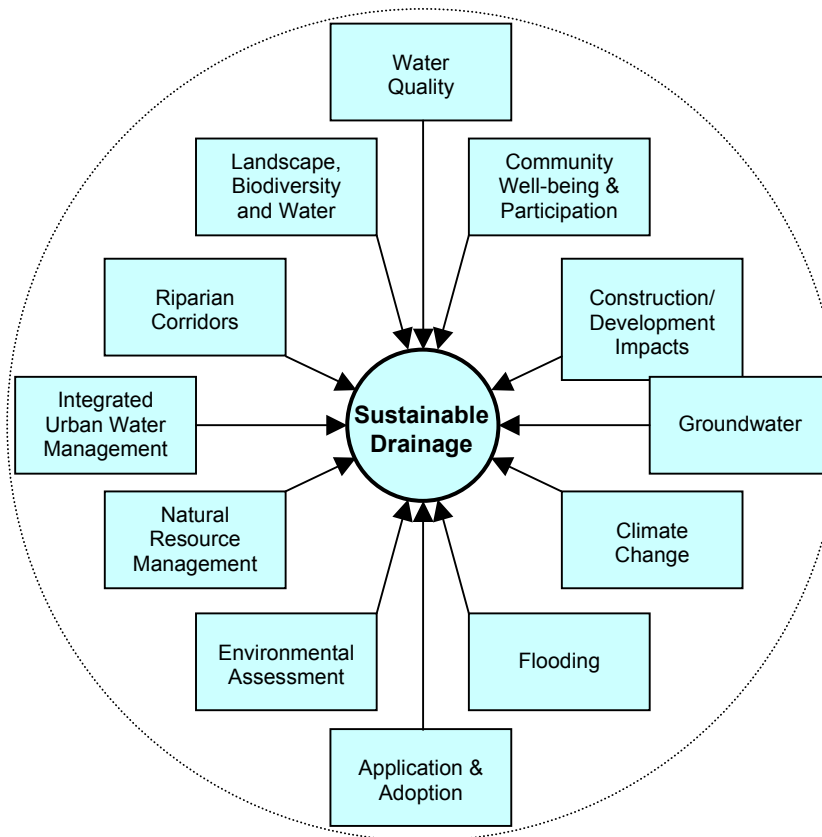 Water
Quality
Landscape,
Biodiversity
and Water
Community
Well-being &
Participation
Riparian
Corridors
Construction/
Development
Impacts
Integrated
Urban Water
Management
Sustainable
Drainage
Groundwater
Natural
Resource
Management
Climate
Change
Environmental
Assessment
Flooding
Application &
Adoption